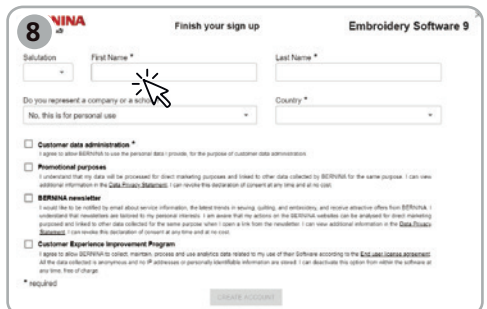 8
NINA
Finish your sign up
Embroidery Software 9
Salutation
First Name *
Last Name *
Do you represent a company or a scho
Country *
No, this is for personal use
Customer data administration *
I agree to allow BERNINA to use the personal data I provide, for the purpose of customer data administration.
Promotional purposes
I understand that my data will be processed for direct marketing purposes and linked to other data collected by BERNINA for the same purpose. I can view
additional information in the Data Privacy Statement. I can revoke this declaration of consent at any time and at no cost.
BERNINA newsletter
I would like to be notified by email about service information, the latest trends in sewing, quilting, and embroidery, and receive attractive offers from BERNINA. I
understand that newsletters are tailored to my personal interests. I am aware that my actions on the BERNINA websites can be analysed for direct marketing
purposed and linked to other data collected for the same purpose when I open a link from the newsletter. I can view additional information in the Data Privacy
Statement. I can revoke this declaration of consent at any time and at no cost.
Customer Experience Improvement Program
I agree to allow BERNINA to collect, maintain, process and use analytics data related to my use of their Software according to the End user license agreement.
All the data collected is anonymous and no IP addresses or personally identifiable information are stored. I can deactivate this option from within the software at
any time, free of charge.
* required
CREATE ACCOUNT